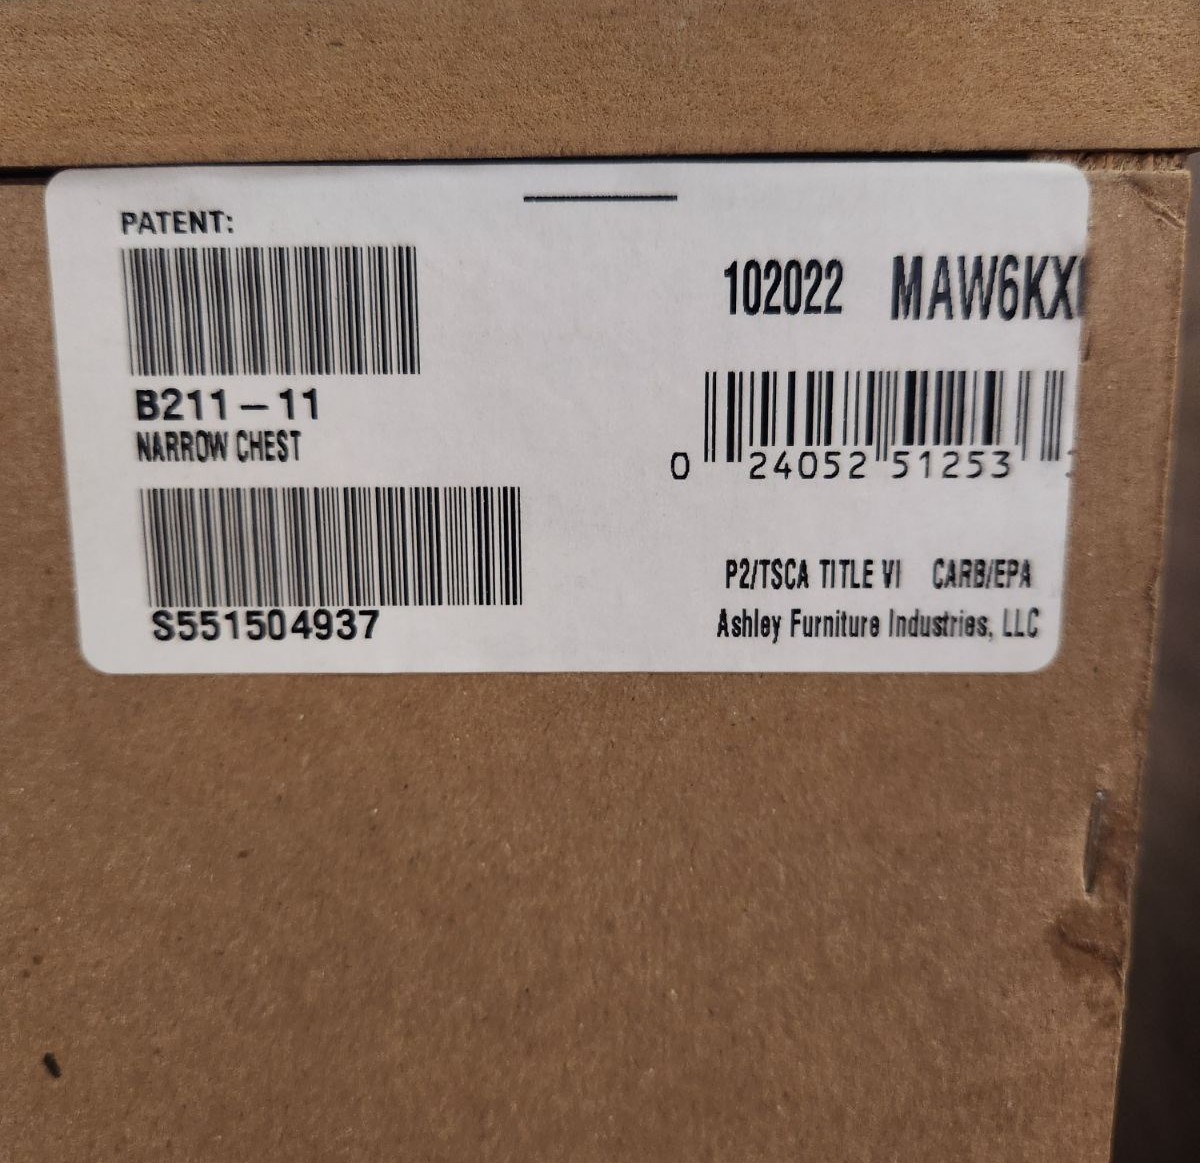 PATENT:
102022 MAW6KX
B211-11
NARROW CHEST
0 24052 51253
S551504937
P2/TSCA TITLE VI CARB/EPA
Ashley Furniture Industries, LLC